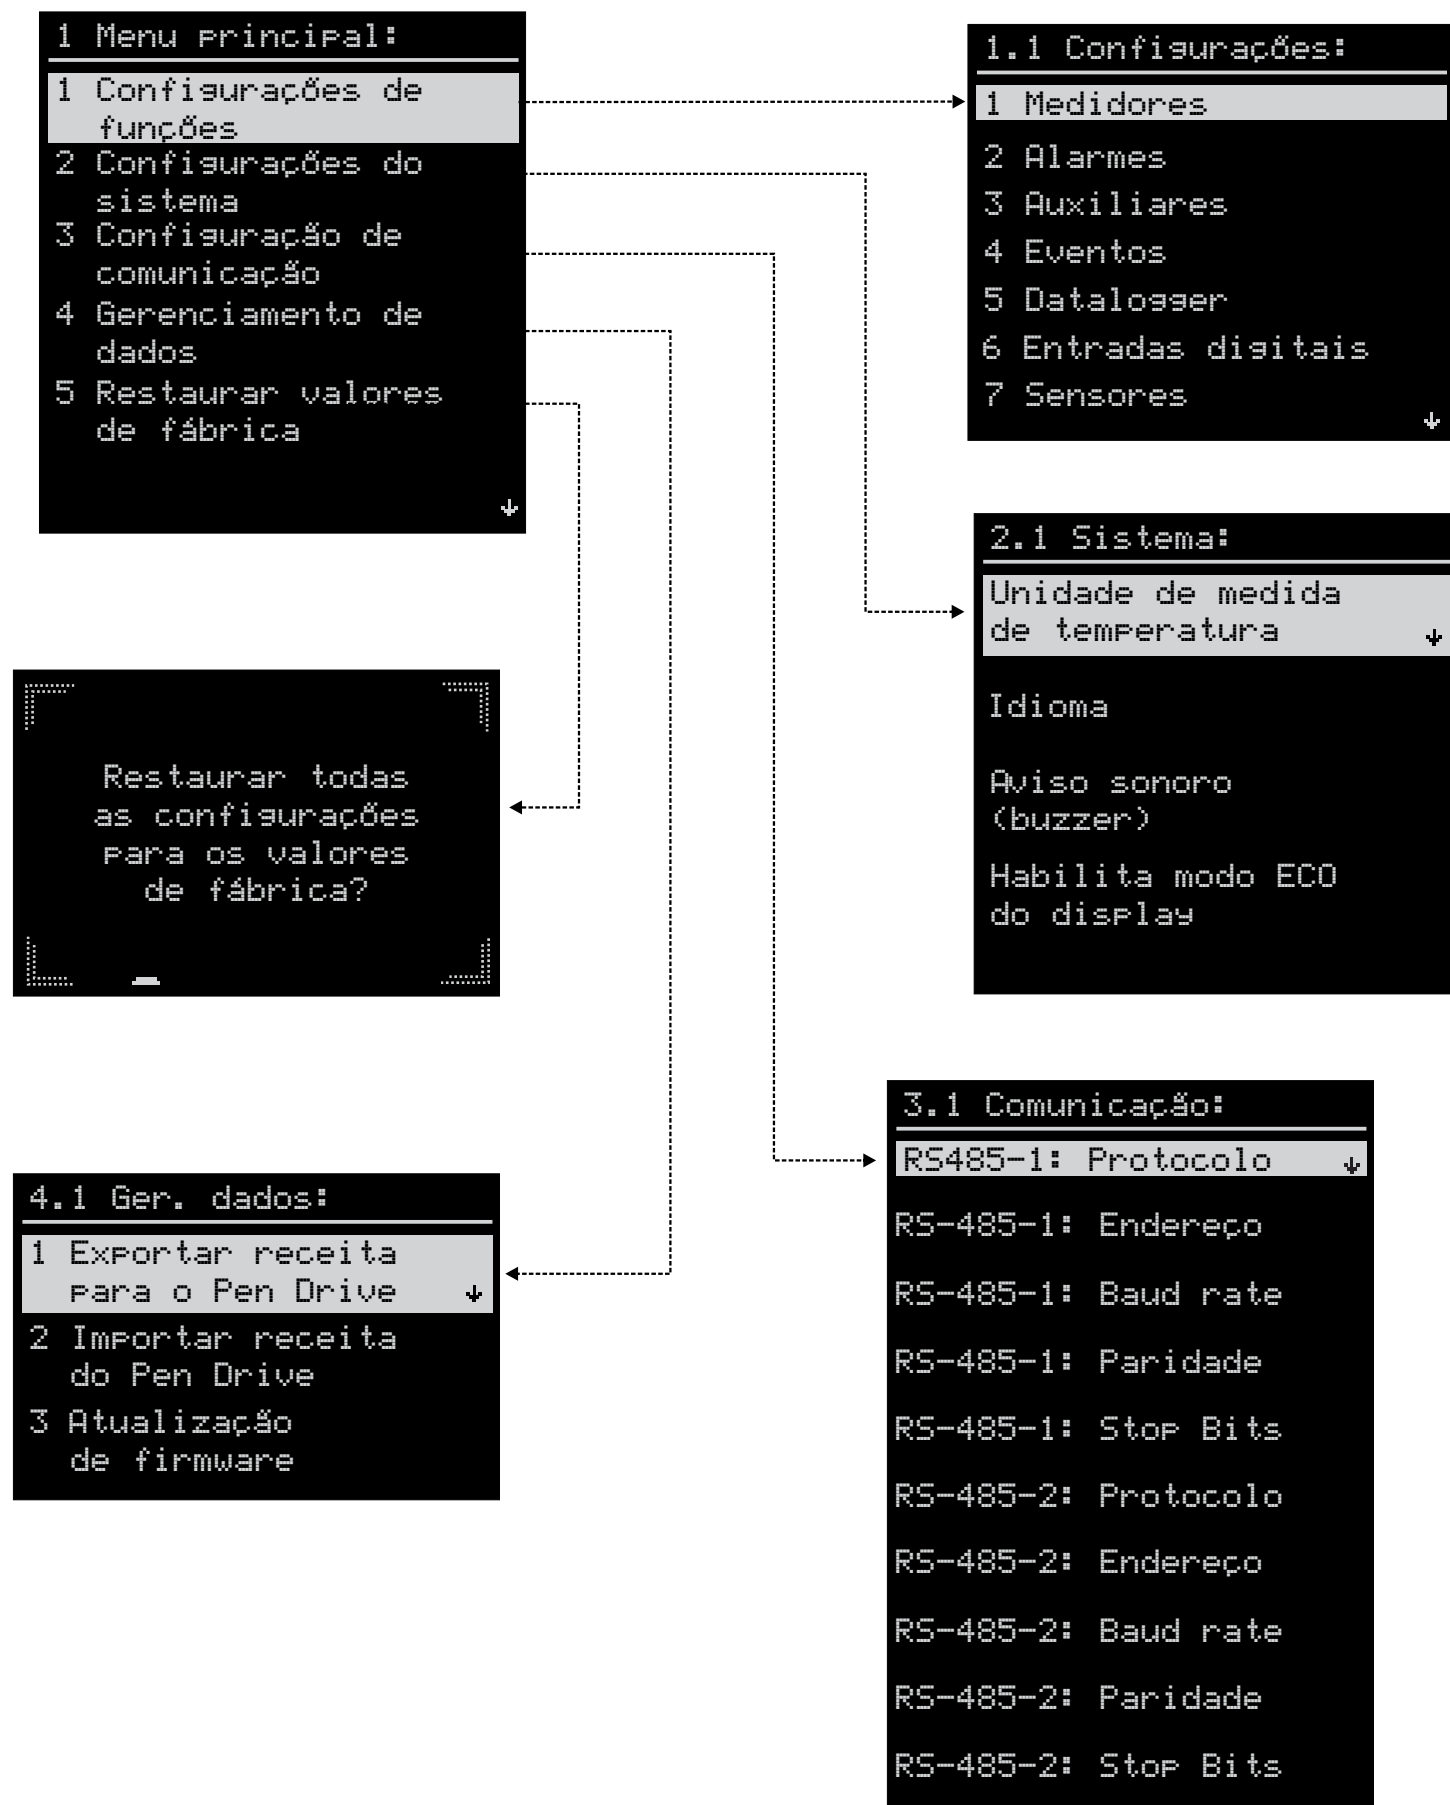 1 Menu principal:
1 Configurações de
funções
2 Configurações do
sistema
3 Configuração de
comunicação
4 Gerenciamento de
dados
5 Restaurar valores
de fábrica
1.1 Configurações:
1 Medidores
2 Alarmes
3 Auxiliares
4 Eventos
5 Datalogger
6 Entradas digitais
7 Sensores
2.1 Sistema:
Unidade de medida
de temperatura
Idioma
Aviso sonoro
(buzzer)
Habilita modo ECO
do display
Restaurar todas
as configurações
para os valores
de fábrica?
3.1 Comunicação:
RS485-1: Protocolo
RS-485-1: Endereço
RS-485-1: Baud rate
RS-485-1: Paridade
RS-485-1: Stop Bits
RS-485-2: Protocolo
RS-485-2: Endereço
RS-485-2: Baud rate
RS-485-2: Paridade
RS-485-2: Stop Bits
4.1 Ger. dados:
1 Exportar receita
para o Pen Drive
2 Importar receita
do Pen Drive
3 Atualização
de firmware